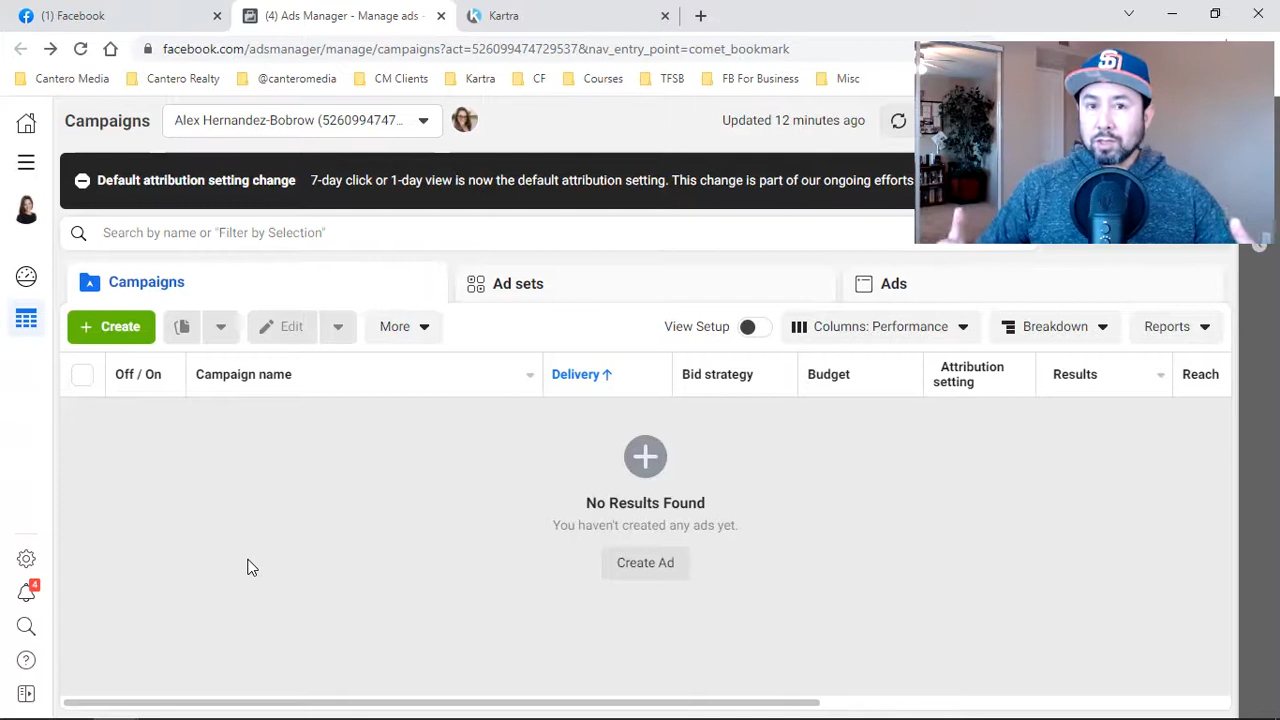 (1) Facebook
(4) Ads Manager - Manage ads -
Kartra
facebook.com/adsmanager/manage/campaigns?act=526099474729537&nav_entry_point=comet_bookmark
Cantero Media
Cantero Realty
@canteromedia
CM Clients
Kartra
CF
Courses
TFSB
FB For Business
Misc
SD
Campaigns
Alex Hernandez-Bobrow (5260994747...
Updated 12 minutes ago
Default attribution setting change 7-day click or 1-day view is now the default attribution setting. This change is part of our ongoing efforts
Search by name or "Filter by Selection"
Campaigns
Ad sets
Ads
+ Create
Edit
More
View Setup
Columns: Performance
Breakdown
Reports
Off / On
Campaign name
Delivery ↑
Bid strategy
Budget
Attribution
setting
Results
Reach
No Results Found
You haven't created any ads yet.
Create Ad
4